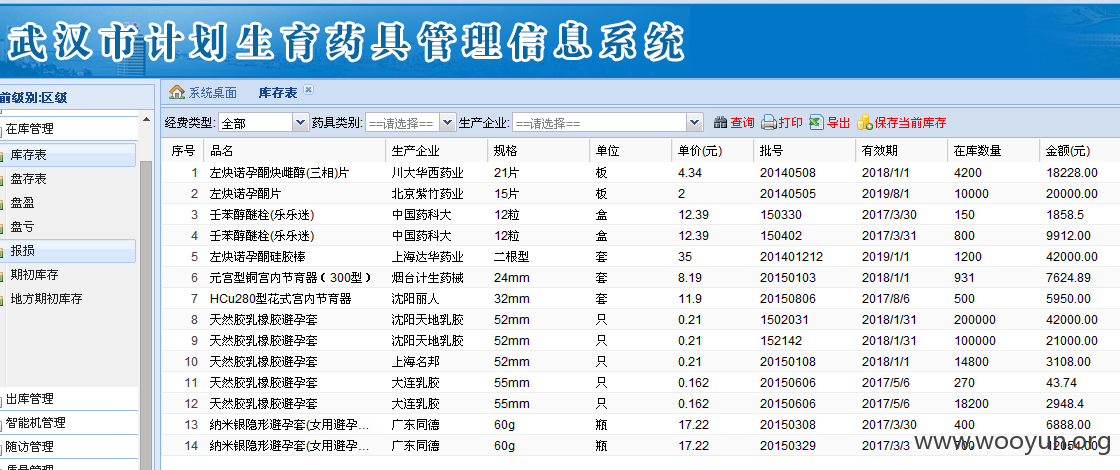 武汉市计划生育药具管理信息系统
前级别:区级
系统桌面 库存表
在库管理
库存表
盘存表
盘盈
盘亏
报损
期初库存
地方期初库存
出库管理
智能机管理
随访管理
质量管理
经费类型: 全部 药具类别: ==请选择== 生产企业: ==请选择== 查询 打印 导出 保存当前库存
序号 品名 生产企业 规格 单位 单价(元) 批号 有效期 在库数量 金额(元)
1 左炔诺孕酮炔雌醇(三相)片 川大华西药业 21片 板 4.34 20140508 2018/1/1 4200 18228.00
2 左炔诺孕酮片 北京紫竹药业 15片 板 2 20140505 2019/8/1 10000 20000.00
3 壬苯醇醚栓(乐乐迷) 中国药科大 12粒 盒 12.39 150330 2017/3/30 150 1858.5
4 壬苯醇醚栓(乐乐迷) 中国药科大 12粒 盒 12.39 150402 2017/3/31 800 9912.00
5 左炔诺孕酮硅胶棒 上海达华药业 二根型 套 35 201401212 2019/1/1 1200 42000.00
6 元宫型铜宫内节育器（300型） 烟台计生药械 24mm 套 8.19 20150103 2018/1/1 931 7624.89
7 HCu280型花式宫内节育器 沈阳丽人 32mm 套 11.9 20150806 2019/8/6 500 5950.00
8 天然胶乳橡胶避孕套 沈阳天地乳胶 52mm 只 0.21 1502031 2018/1/31 200000 42000.00
9 天然胶乳橡胶避孕套 沈阳天地乳胶 52mm 只 0.21 152142 2018/1/31 100000 21000.00
10 天然胶乳橡胶避孕套 上海名邦 52mm 只 0.21 20150108 2018/1/1 14800 3108.00
11 天然胶乳橡胶避孕套 大连乳胶 55mm 只 0.162 20150606 2017/5/6 270 43.74
12 天然胶乳橡胶避孕套 大连乳胶 55mm 只 0.162 20150606 2017/5/6 18200 2948.4
13 纳米银隐形避孕套(女用避孕... 广东同德 60g 瓶 17.22 20150308 2017/3/30 400 6888.00
14 纳米银隐形避孕套(女用避孕... 广东同德 60g 瓶 17.22 20150329 2017/3/3 700 12054.00
www.wooyun.org